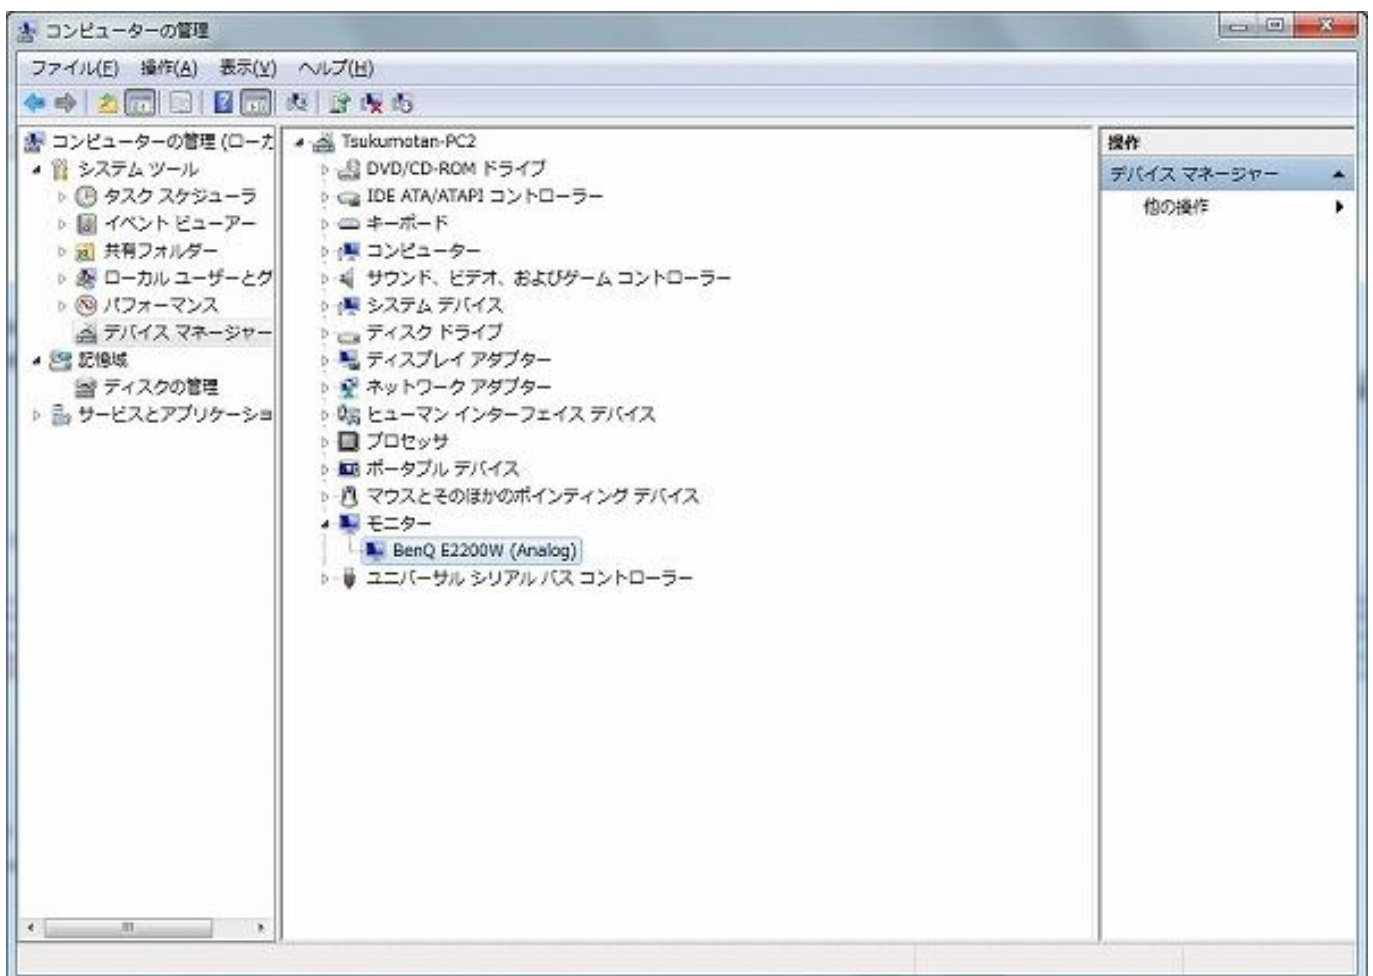 コンピューターの管理
ファイル(F) 操作(A) 表示(V) ヘルプ(H)
コンピューターの管理 (ローカ
システム ツール
タスク スケジューラ
イベント ビューアー
共有フォルダー
ローカル ユーザーとグ
パフォーマンス
デバイス マネージャー
記憶域
ディスクの管理
サービスとアプリケーショ
Tsukumotan-PC2
DVD/CD-ROM ドライブ
IDE ATA/ATAPI コントローラー
キーボード
コンピューター
サウンド、ビデオ、およびゲーム コントローラー
システム デバイス
ディスク ドライブ
ディスプレイ アダプター
ネットワーク アダプター
ヒューマン インターフェイス デバイス
プロセッサ
ポータブル デバイス
マウスとそのほかのポインティング デバイス
モニター
BenQ E2200W (Analog)
ユニバーサル シリアル バス コントローラー
操作
デバイス マネージャー
他の操作